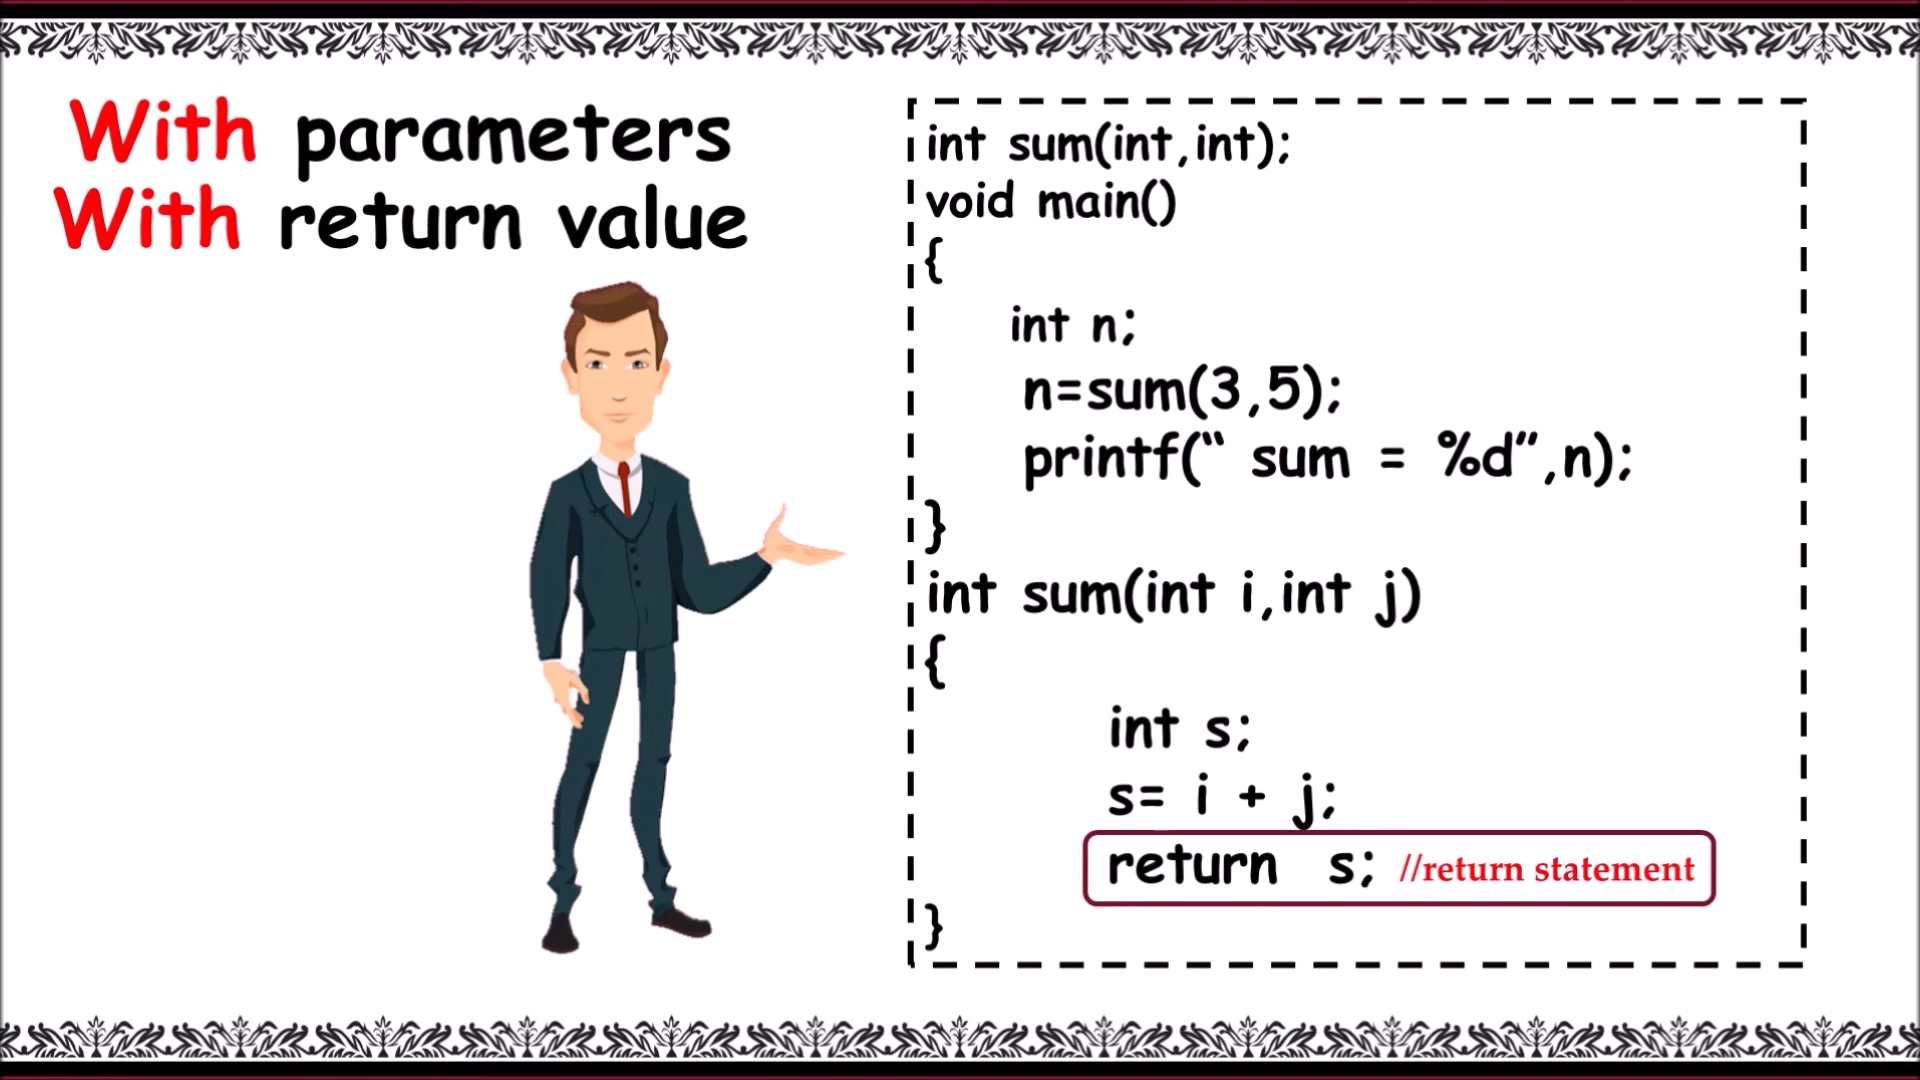 With parameters
With return value
int sum(int,int);
void main()
{
int n;
n=sum(3,5);
printf(“ sum = %d”,n);
}
int sum(int i,int j)
{
int s;
s= i + j;
return s; //return statement
}